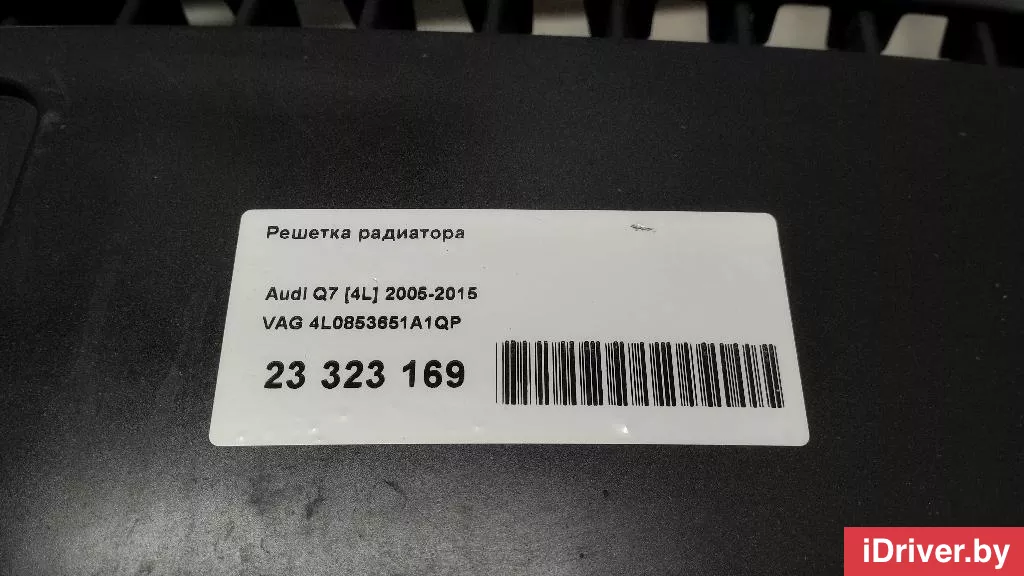 Решетка радиатора
Audi Q7 [4L] 2005-2015
VAG 4L0853651A1QP
23 323 169
iDriver.by